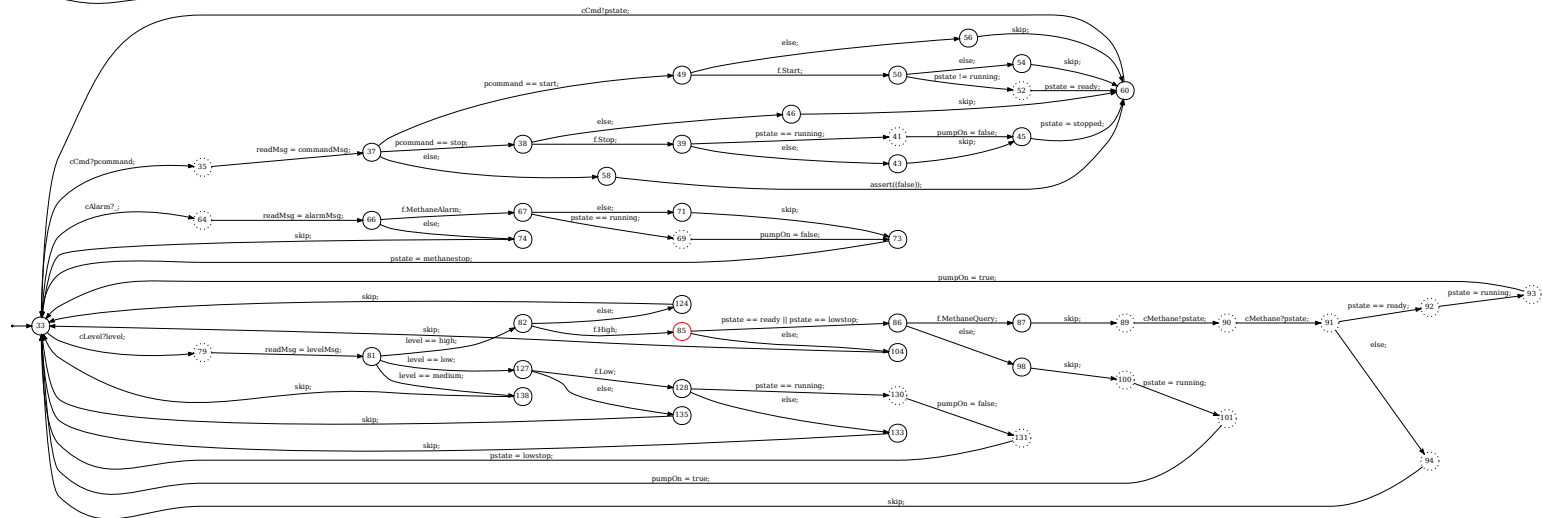 cCmd!pstate;
56
skip;
else;
49
f.Start;
50
else;
54
skip;
pstate != running;
52
pstate = ready;
60
pcommand == start;
46
skip;
else;
cCmd?pcommand;
35
readMsg = commandMsg;
37
pcommand == stop;
38
f.Stop;
39
pstate == running;
41
pumpOn = false;
45
pstate = stopped;
else;
43
skip;
else;
58
assert((false));
cAlarm?_;
64
readMsg = alarmMsg;
66
f.MethaneAlarm;
67
else;
71
skip;
pstate == running;
69
pumpOn = false;
73
else;
74
skip;
pstate = methanestop;
pumpOn = true;
33
skip;
124
else;
cLevel?level;
79
readMsg = levelMsg;
81
level == high;
82
f.High;
85
pstate == ready || pstate == lowstop;
86
f.MethaneQuery;
87
skip;
89
cMethane!pstate;
90
cMethane?pstate;
91
pstate == ready;
92
pstate = running;
93
skip;
else;
104
else;
98
skip;
100
pstate = running;
101
else;
94
level == low;
127
f.Low;
128
pstate == running;
130
pumpOn = false;
131
level == medium;
138
skip;
else;
135
skip;
else;
133
skip;
pstate = lowstop;
pumpOn = true;
skip;